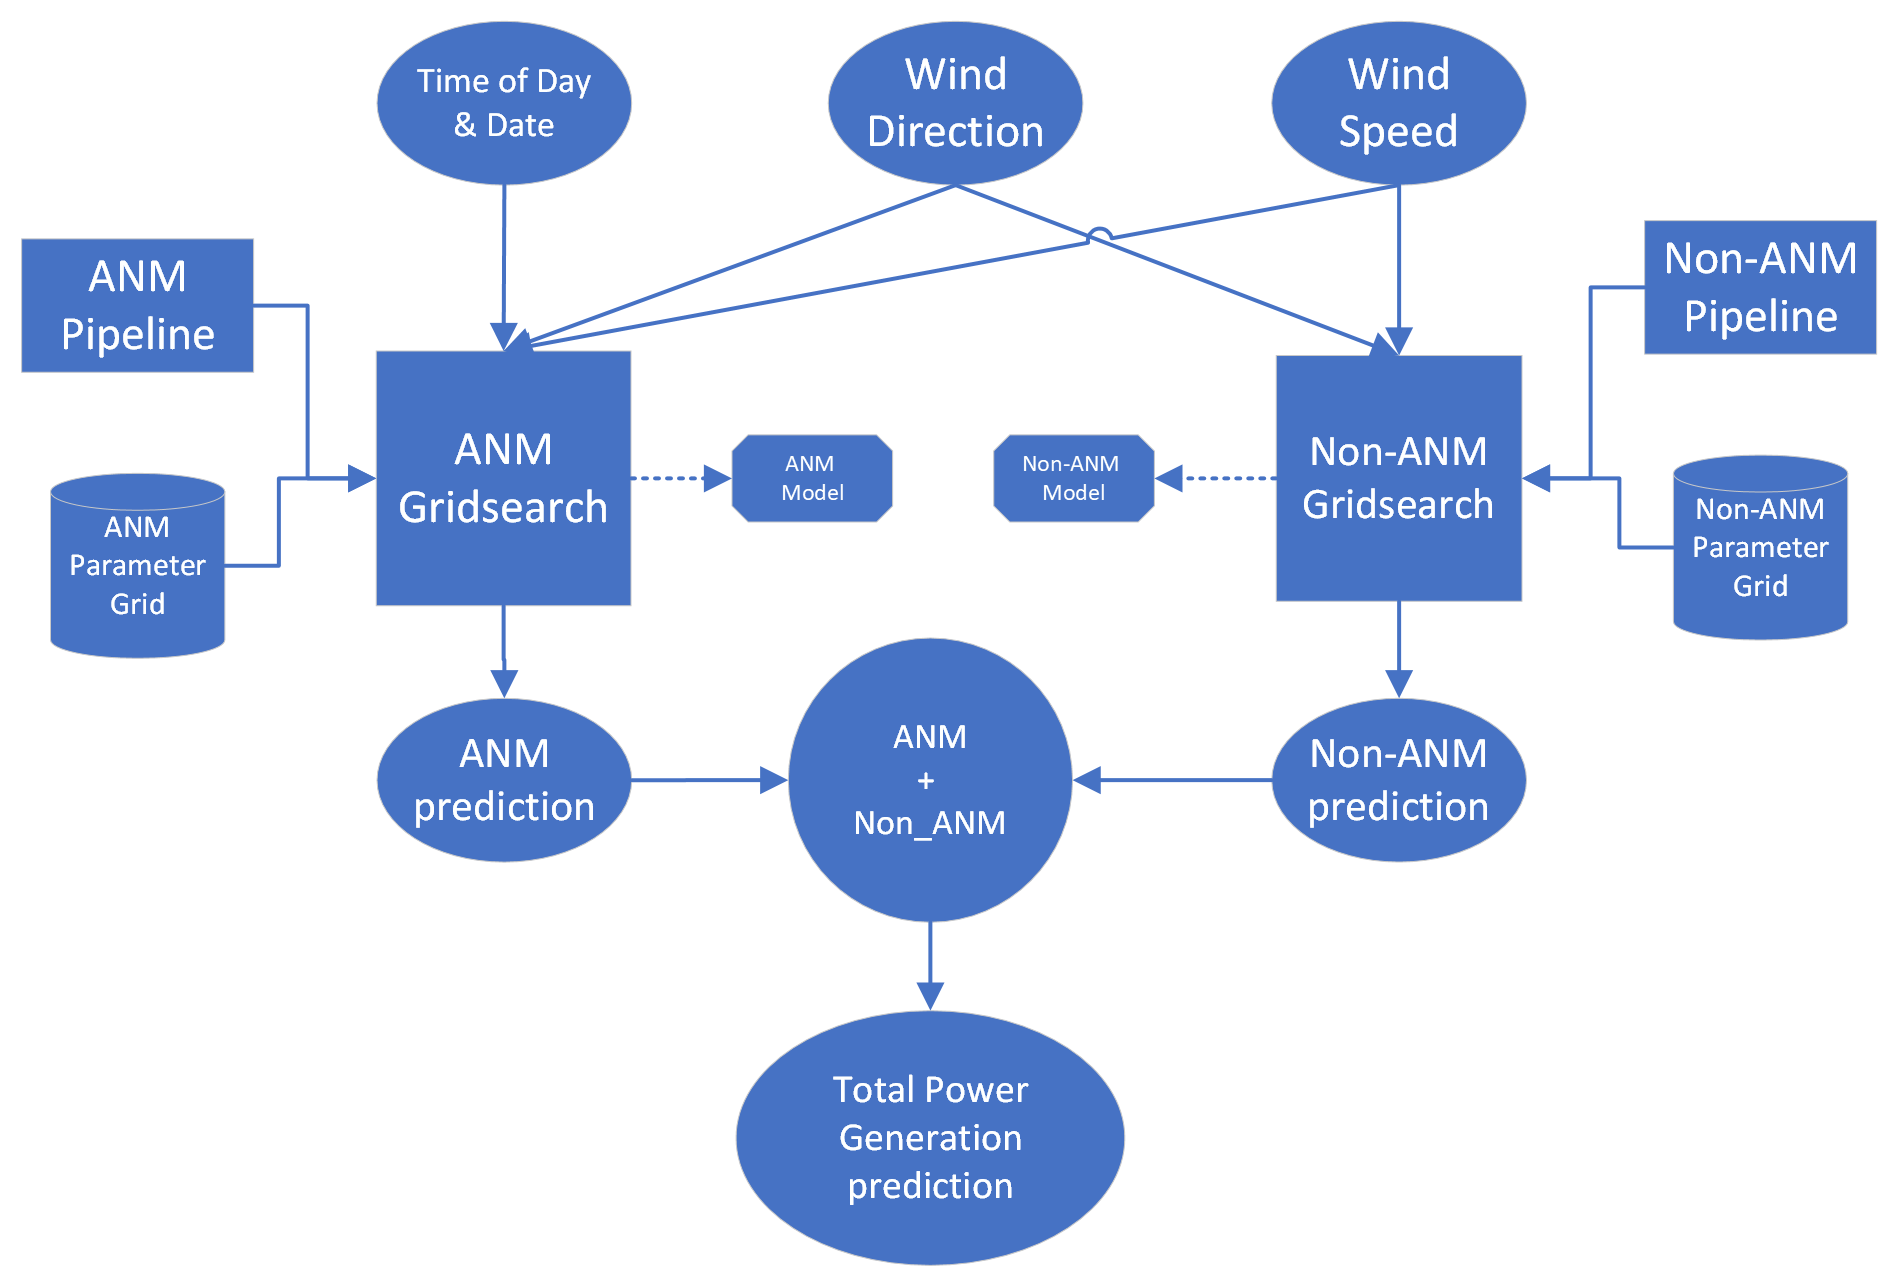 Time of Day
& Date
Wind
Direction
Wind
Speed
ANM
Pipeline
Non-ANM
Pipeline
ANM
Gridsearch
ANM
Model
Non-ANM
Model
Non-ANM
Gridsearch
ANM
Parameter
Grid
Non-ANM
Parameter
Grid
ANM
prediction
ANM
+
Non_ANM
Non-ANM
prediction
Total Power
Generation
prediction